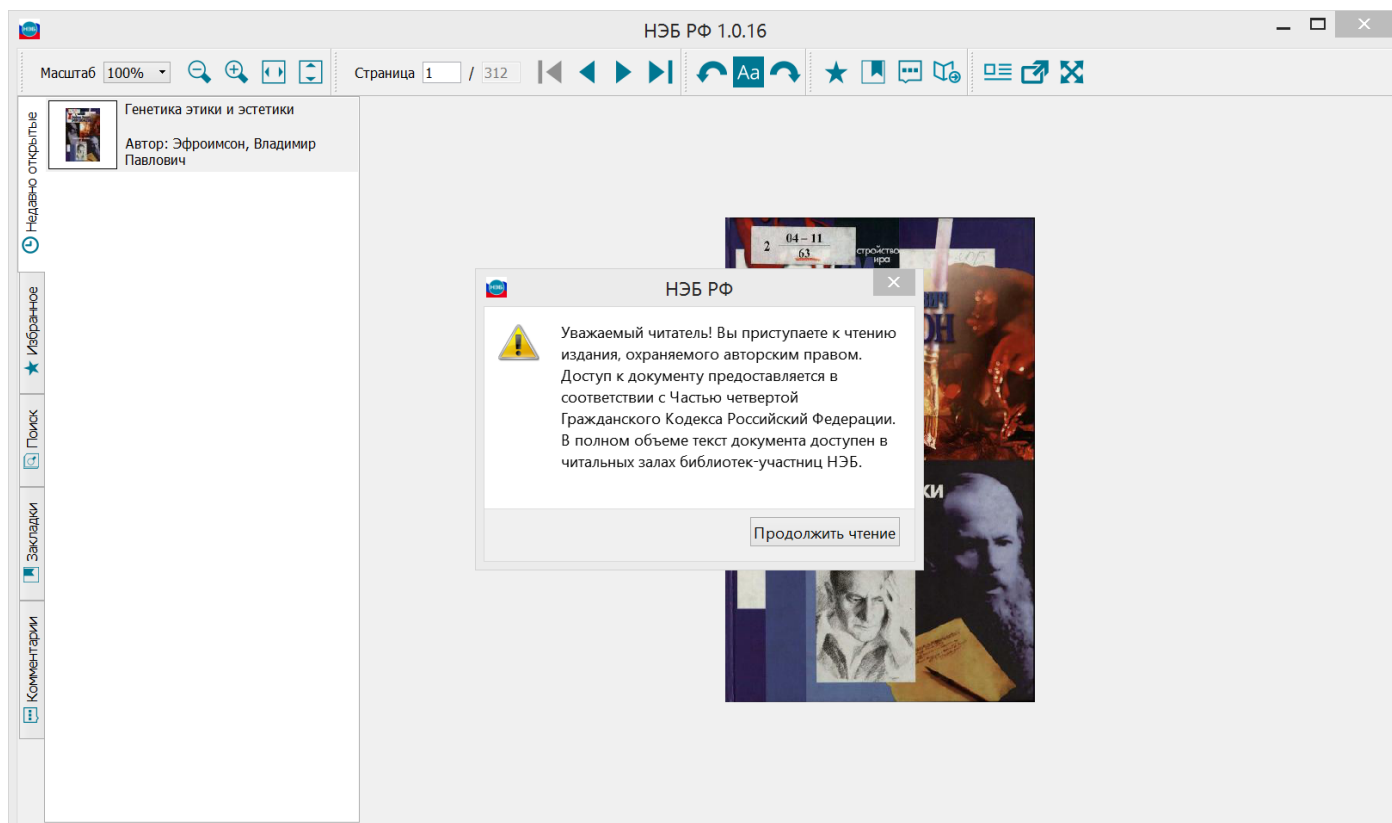 НЭБ РФ 1.0.16
Масштаб 100% Страница 1 / 312 Aa
Недавно открытые
Избранное
Поиск
Закладки
Комментарии
Генетика этики и эстетики
Автор: Эфроимсон, Владимир
Павлович
2 04-11
63
стройство
ира
НЭБ РФ
Уважаемый читатель! Вы приступаете к чтению
издания, охраняемого авторским правом.
Доступ к документу предоставляется в
соответствии с Частью четвертой
Гражданского Кодекса Российский Федерации.
В полном объеме текст документа доступен в
читальных залах библиотек-участниц НЭБ.
Продолжить чтение